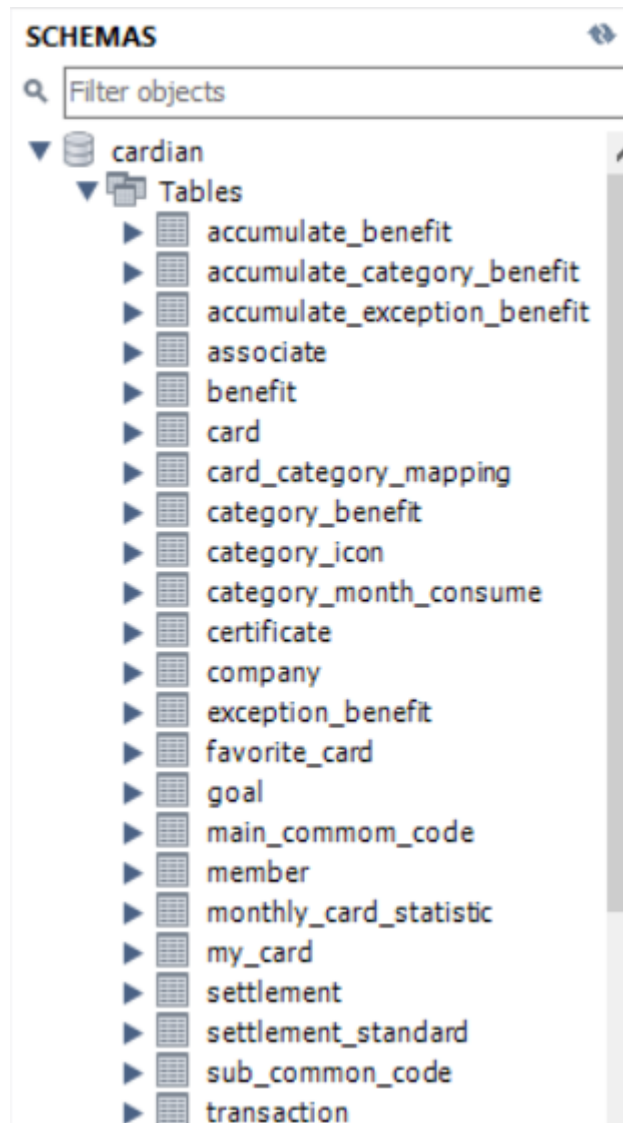 SCHEMAS
Filter objects
cardian
Tables
accumulate_benefit
accumulate_category_benefit
accumulate_exception_benefit
associate
benefit
card
card_category_mapping
category_benefit
category_icon
category_month_consume
certificate
company
exception_benefit
favorite_card
goal
main_commom_code
member
monthly_card_statistic
my_card
settlement
settlement_standard
sub_common_code
transaction